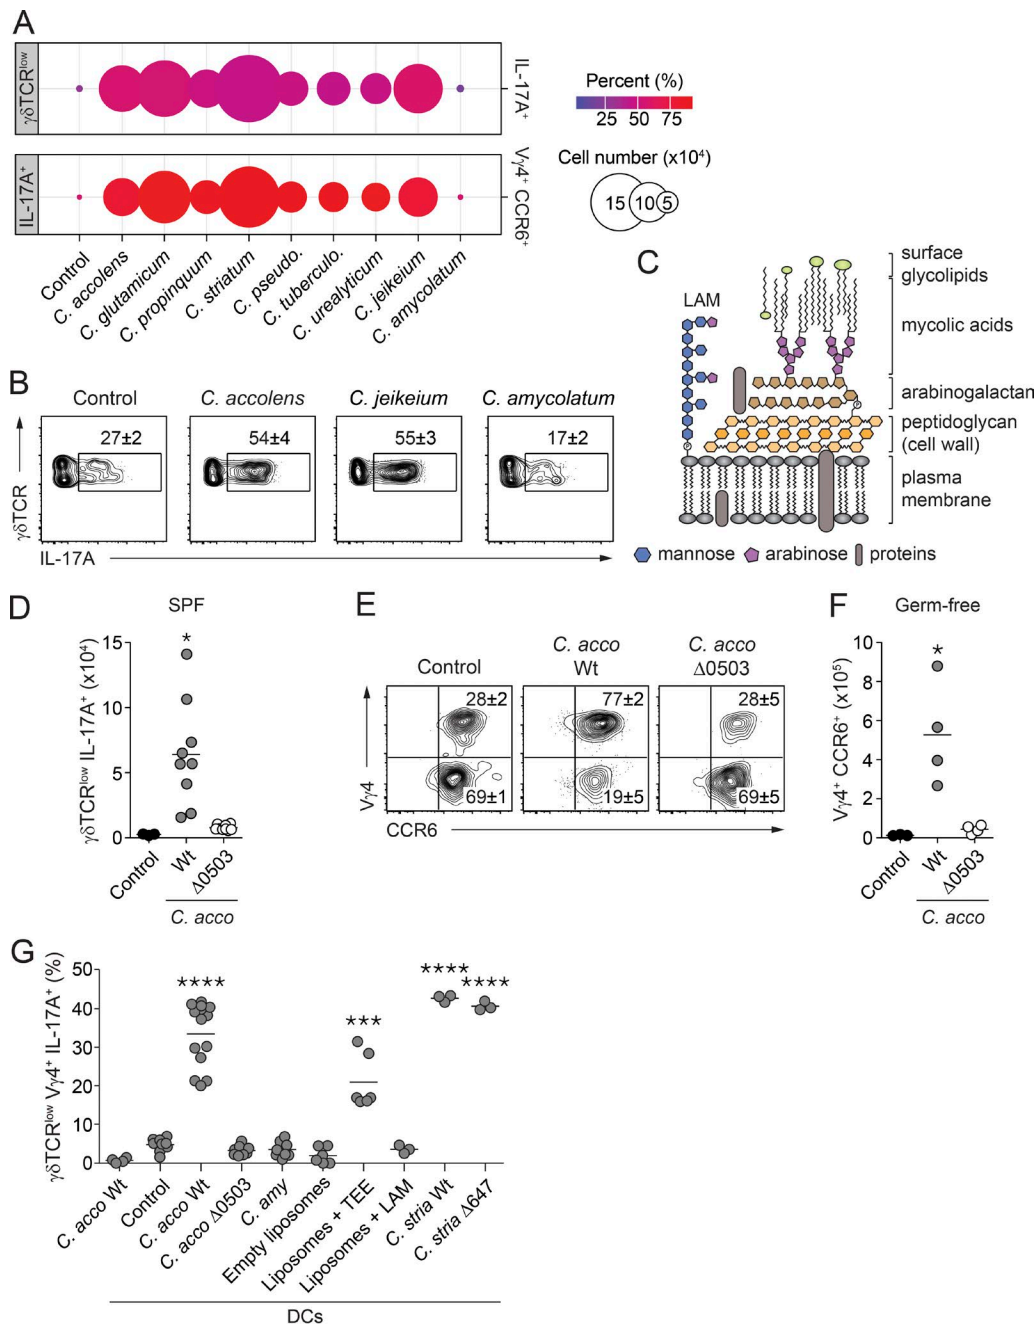 A
γδTCRlow
IL-17A+
IL-17A+
Vγ4+ CCR6+
Control
C. accolens
C. glutamicum
C. propinquum
C. striatum
C. pseudo.
C. tuberculo.
C. urealyticum
C. jeikeium
C. amycolatum
Percent (%)
25 50 75
Cell number (x10⁴)
15 10 5
B
Control
C. accolens
C. jeikeium
C. amycolatum
27±2
54±4
55±3
17±2
γδTCR
IL-17A
C
LAM
surface
glycolipids
mycolic acids
arabinogalactan
peptidoglycan
(cell wall)
plasma
membrane
mannose
arabinose
proteins
D
SPF
γδTCRlow IL-17A+ (x10⁴)
15
10
5
0
*
Control
Wt
Δ0503
C. acco
E
Control
C. acco
Wt
C. acco
Δ0503
28±2
77±2
28±5
69±1
19±5
69±5
Vγ4
CCR6
F
Germ-free
Vγ4+ CCR6+ (x10⁵)
10
8
6
4
2
0
*
Control
Wt
Δ0503
C. acco
G
γδTCRlow Vγ4+ IL-17A+ (%)
50
40
30
20
10
0
****
***
****
****
C. acco Wt
Control
C. acco Wt
C. acco Δ0503
C. amy
Empty liposomes
Liposomes + TEE
Liposomes + LAM
C. stria Wt
C. stria Δ647
DCs